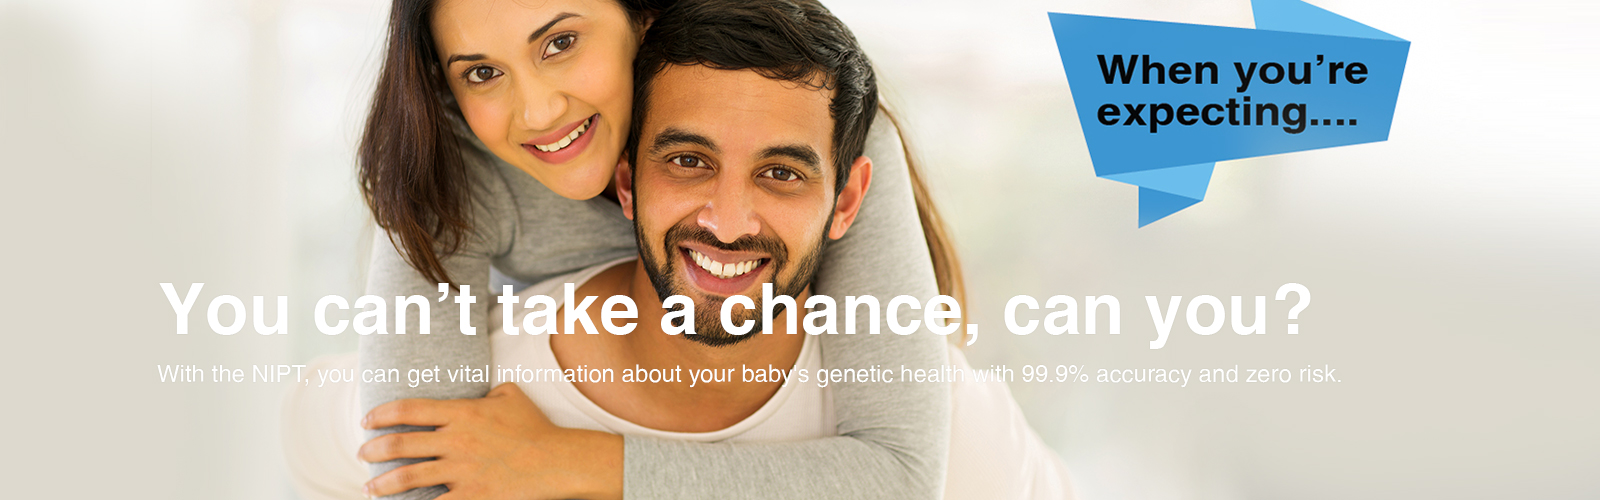 When you’re
expecting....
You can’t take a chance, can you?
With the NIPT, you can get vital information about your baby's genetic health with 99.9% accuracy and zero risk.